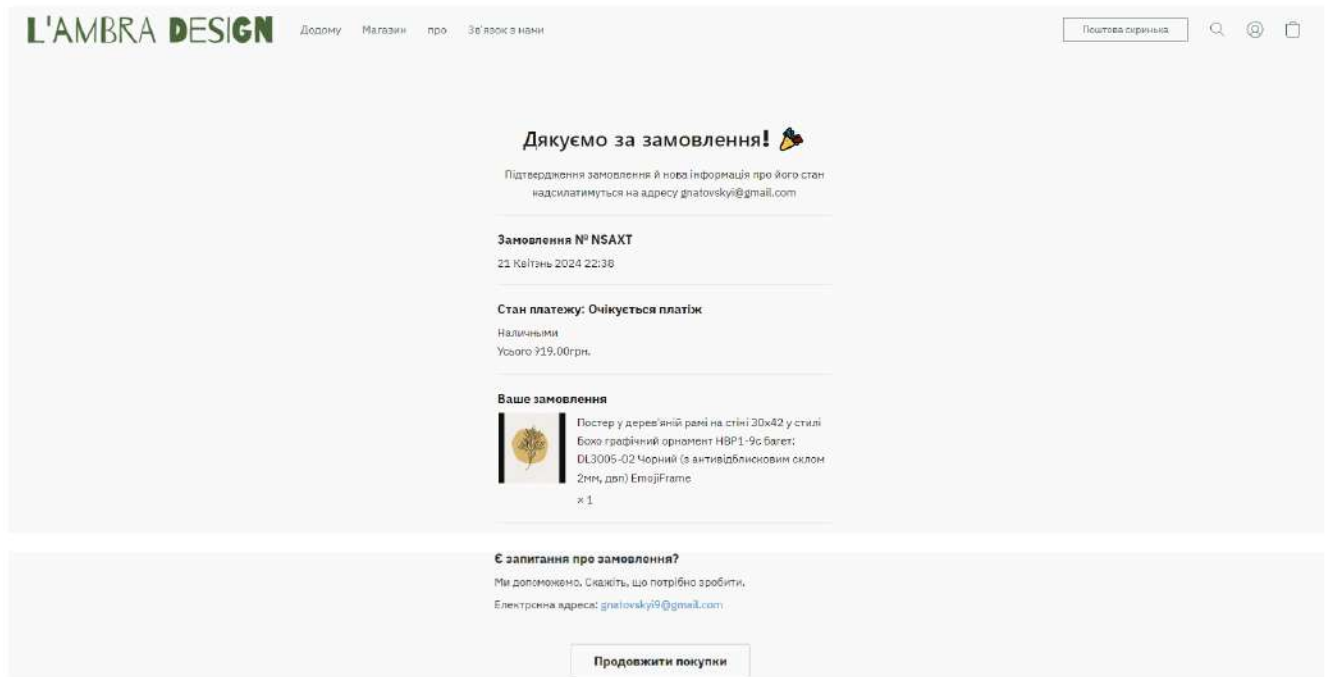 L'AMBRA DESIGN
Додому Магазин про Зв'язок з нами
Поштова скринька
Дякуємо за замовлення!
Підтвердження замовлення й нова інформація про його стан
надсилатимуться на адресу gnatovskyi@gmail.com
Замовлення № NSAXT
21 Квітень 2024 22:38
Стан платежу: Очікується платіж
Наличными
Усього 919.00грн.
Ваше замовлення
Постер у дерев'яній рамі на стіні 30x42 у стилі
Бохо графічний орнамент HBP1-9с багет:
DL3005-02 Чорний (з антивідблисковим склом
2мм, двп) EmojiFrame
× 1
Є запитання про замовлення?
Ми допоможемо. Скажіть, що потрібно зробити.
Електронна адреса: gnatovskyi9@gmail.com
Продовжити покупки